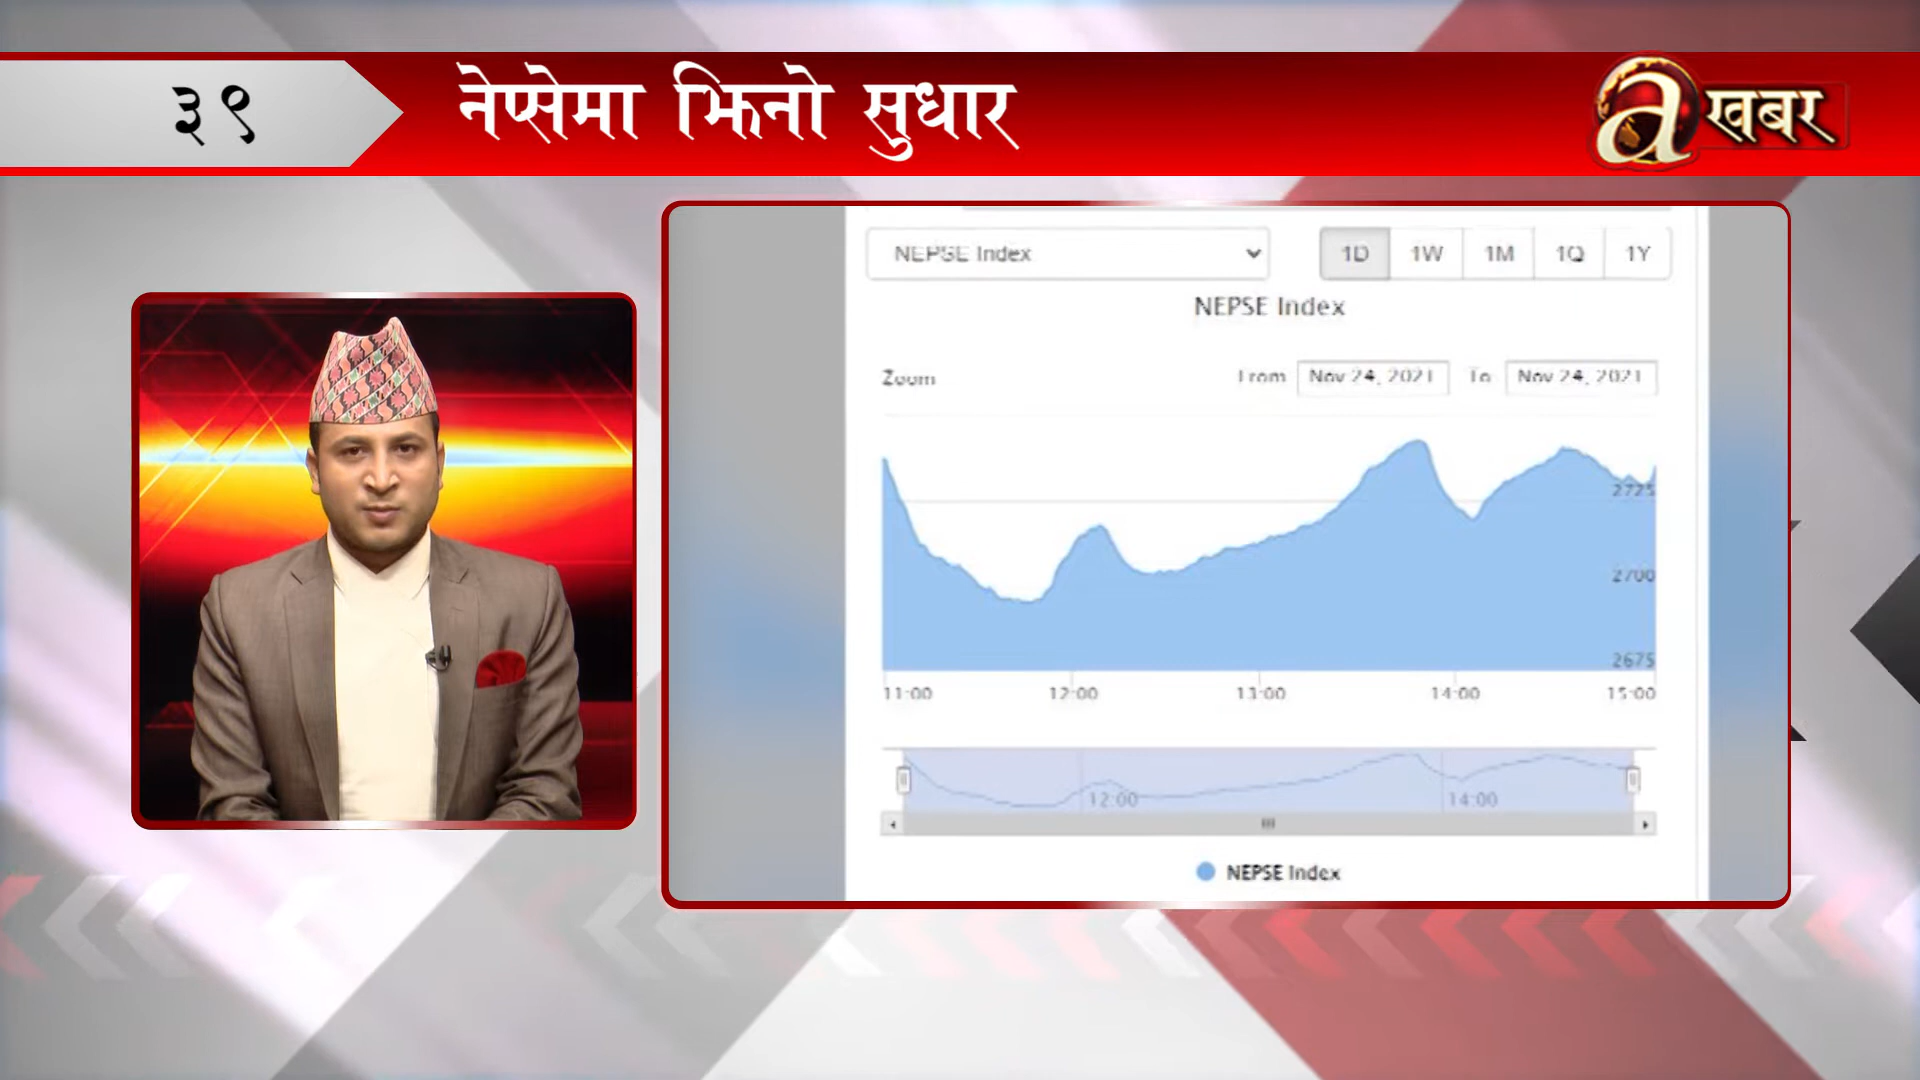 ३९
नेप्सेमा झिनो सुधार
a खबर
NEPSE Index
1D 1W 1M 1Q 1Y
NEPSE Index
Zoom
From Nov 24, 2021 To Nov 24, 2021
2725
2700
2675
11:00 12:00 13:00 14:00 15:00
12:00 14:00
NEPSE Index